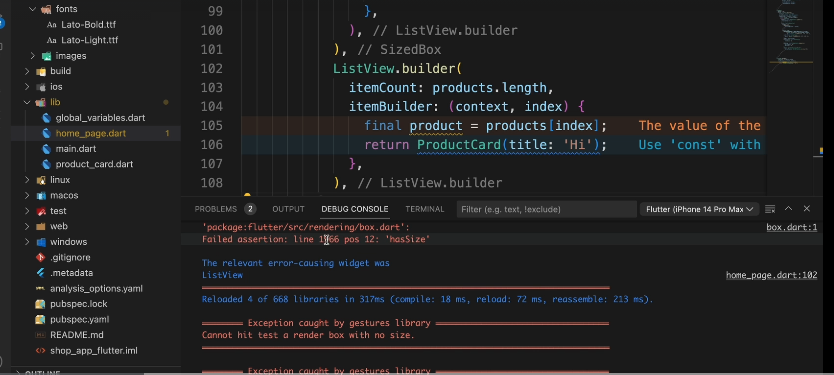 fonts
Lato-Bold.ttf
Lato-Light.ttf
images
build
ios
lib
global_variables.dart
home_page.dart 1
main.dart
product_card.dart
linux
macos
test
web
windows
.gitignore
.metadata
analysis_options.yaml
pubspec.lock
pubspec.yaml
README.md
shop_app_flutter.iml
99 },
100 ), // ListView.builder
101 ), // SizedBox
102 ListView.builder(
103 itemCount: products.length,
104 itemBuilder: (context, index) {
105 final product = products[index]; The value of the
106 return ProductCard(title: 'Hi'); Use 'const' with
107 },
108 ), // ListView.builder
PROBLEMS 2 OUTPUT DEBUG CONSOLE TERMINAL Filter (e.g. text, !exclude) Flutter (iPhone 14 Pro Max
'package:flutter/src/rendering/box.dart': box.dart:1
Failed assertion: line 1966 pos 12: 'hasSize'
The relevant error-causing widget was
ListView home_page.dart:102
Reloaded 4 of 668 libraries in 317ms (compile: 18 ms, reload: 72 ms, reassemble: 213 ms).
Exception caught by gestures library
Cannot hit test a render box with no size.
Exception caught by gestures library